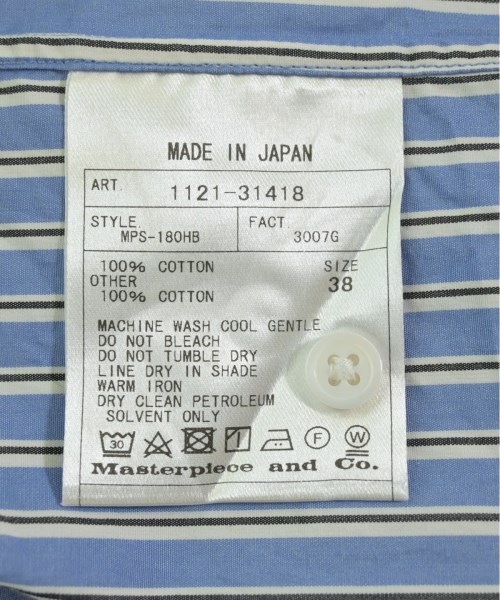 MADE IN JAPAN
ART. 1121-31418
STYLE. FACT.
MPS-180HB 3007G
100% COTTON SIZE
OTHER 38
100% COTTON
MACHINE WASH COOL GENTLE
DO NOT BLEACH
DO NOT TUMBLE DRY
LINE DRY IN SHADE
WARM IRON
DRY CLEAN PETROLEUM
SOLVENT ONLY
30 F W
Masterpiece and Co.